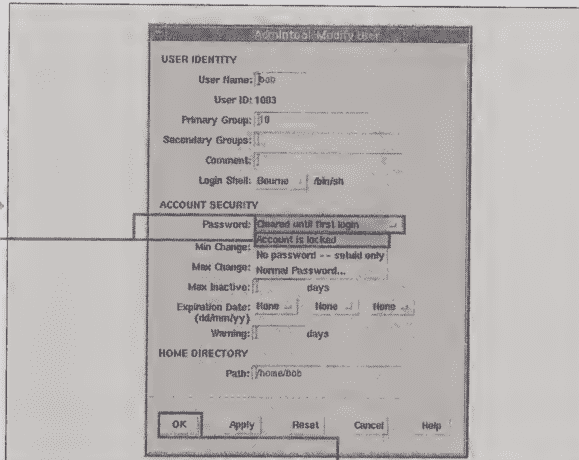 Admintool: Modify User
USER IDENTITY
User Name: bob
User ID: 1003
Primary Group: 10
Secondary Groups:
Comment:
Login Shell: Bourne /bin/sh
ACCOUNT SECURITY
Password: Cleared until first login
Account is locked
Min Change: No password -- setuid only
Max Change: Normal Password...
Max Inactive: days
Expiration Date: None None None
(dd/mm/yy)
Warning: days
HOME DIRECTORY
Path: /home/bob
OK Apply Reset Cancel Help